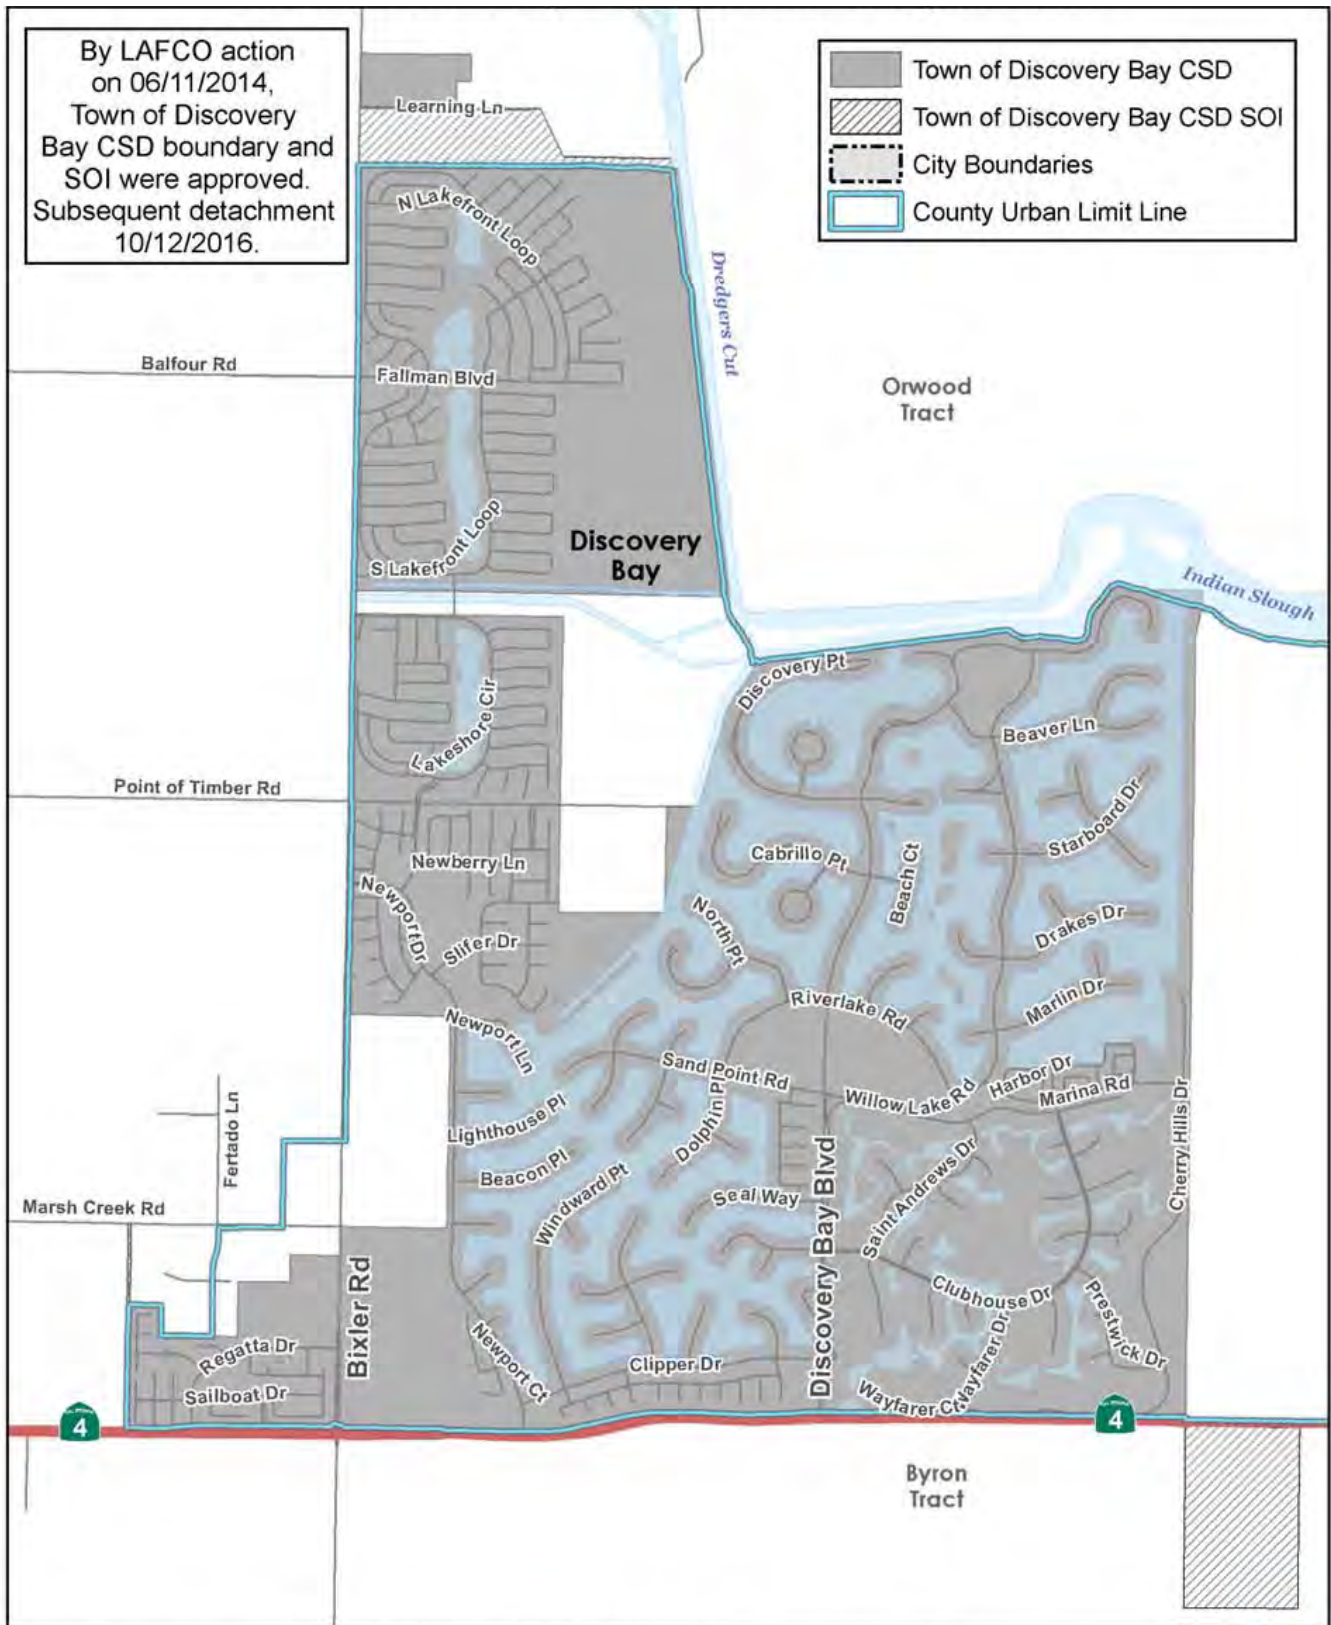 By LAFCO action
on 06/11/2014,
Town of Discovery
Bay CSD boundary and
SOI were approved.
Subsequent detachment
10/12/2016.
Town of Discovery Bay CSD
Town of Discovery Bay CSD SOI
City Boundaries
County Urban Limit Line
Learning Ln
N Lakefront Loop
Dredgers Cut
Balfour Rd
Fallman Blvd
Orwood
Tract
S Lakefront Loop
Discovery
Bay
Indian Slough
Discovery Pt
Lakeshore Cir
Beaver Ln
Point of Timber Rd
Starboard Dr
Newberry Ln
Cabrillo Pt
Beach Ct
Newport Dr
Slifer Dr
North Pt
Drakes Dr
Marlin Dr
Riverlake Rd
Newport Ln
Sand Point Rd
Willow Lake Rd
Harbor Dr
Marina Rd
Fertado Ln
Lighthouse Pl
Dolphin Pl
Cherry Hills Dr
Beacon Pl
Windward Pt
Seal Way
Saint Andrews Dr
Marsh Creek Rd
Discovery Bay Blvd
Bixler Rd
Clubhouse Dr
Prestwick Dr
Regatta Dr
Newport Ct
Clipper Dr
Wayfarer Dr
Sailboat Dr
Wayfarer Ct
4
4
Byron
Tract